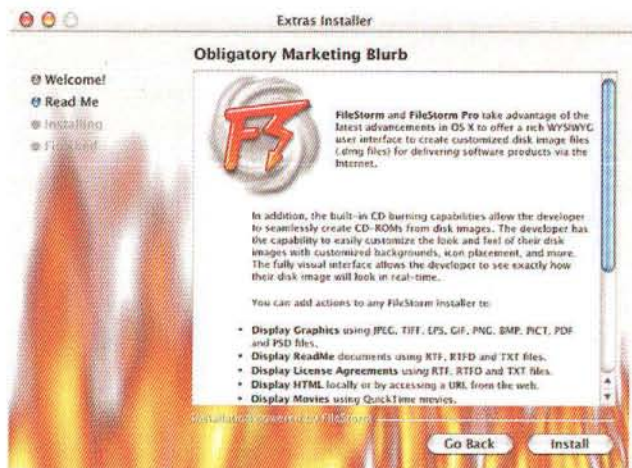 Extras Installer
Obligatory Marketing Blurb
Welcome!
Read Me
Installing
Finished
FS
FileStorm and FileStorm Pro take advantage of the
latest advancements in OS X to offer a rich WYSIWYG
user interface to create customized disk image files
(.dmg files) for delivering software products via the
Internet.
In addition, the built-in CD burning capabilities allow the developer
to seamlessly create CD-ROMs from disk images. The developer has
the capability to easily customize the look and feel of their disk
images with customized backgrounds, icon placement, and more.
The fully visual interface allows the developer to see exactly how
their disk image will look in real-time.
You can add actions to any FileStorm installer to:
• Display Graphics using JPEG, TIFF, EPS, GIF, PNG, BMP, PICT, PDF
and PSD files.
• Display ReadMe documents using RTF, RTFD and TXT files.
• Display License Agreements using RTF, RTFD and TXT files.
• Display HTML locally or by accessing a URL from the web.
• Display Movies using QuickTime movies.
Installation powered by FileStorm
Go Back
Install